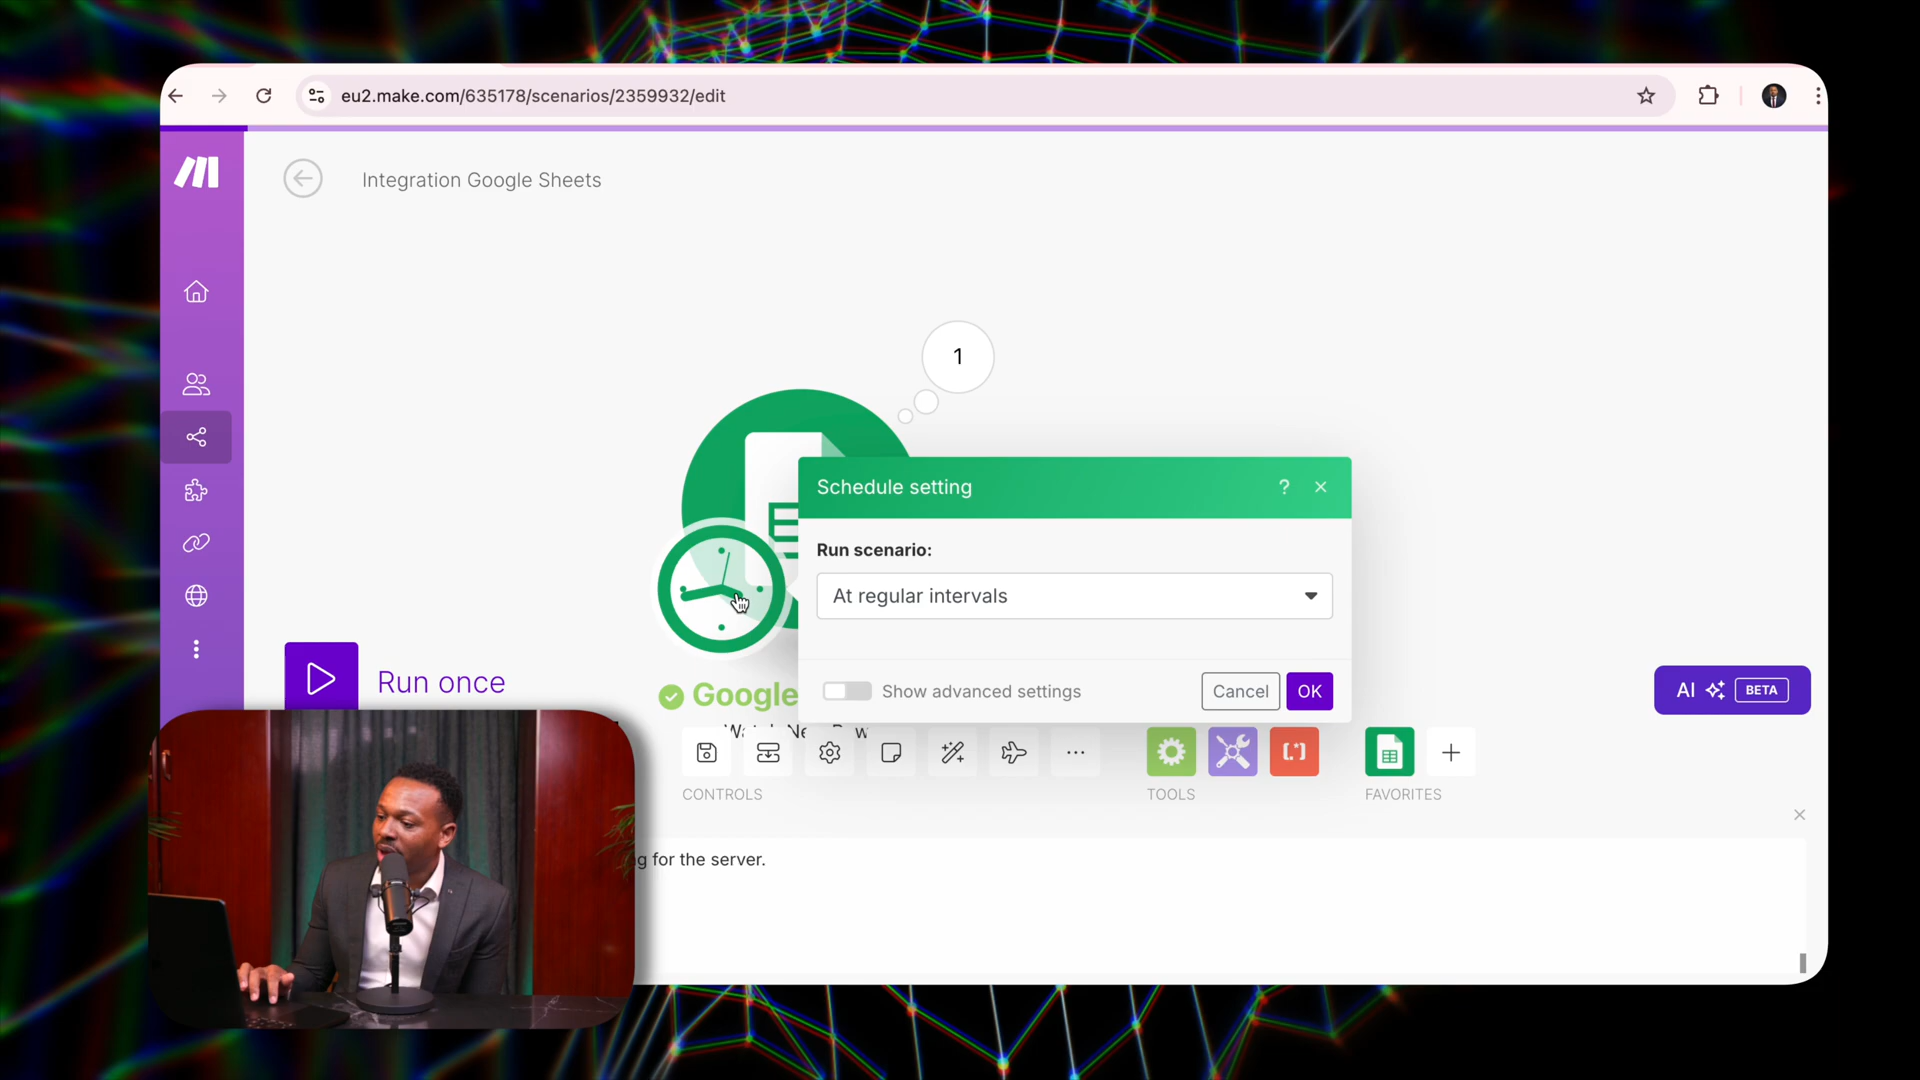 eu2.make.com/635178/scenarios/2359932/edit
Integration Google Sheets
1
Schedule setting
?
Run scenario:
At regular intervals
Show advanced settings
Cancel
OK
Run once
Google
AI
BETA
CONTROLS
TOOLS
FAVORITES
for the server.